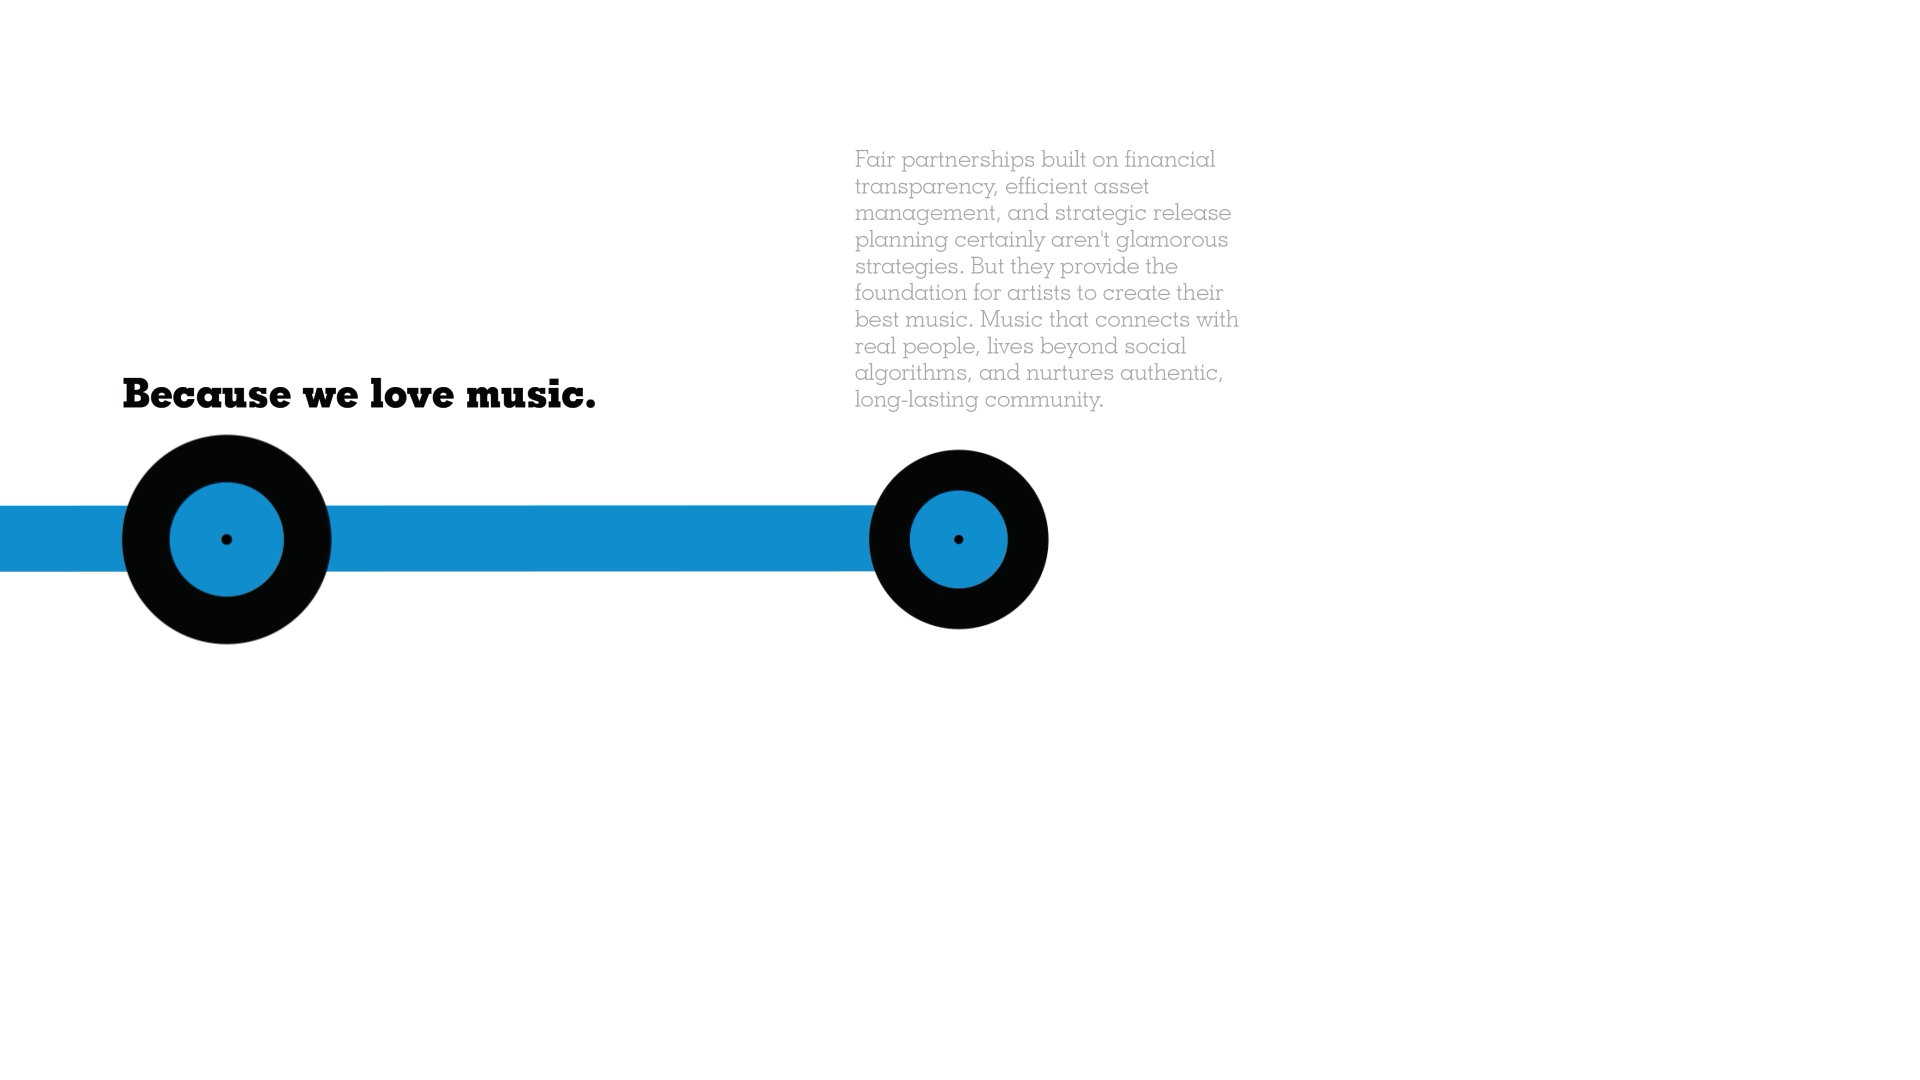 Because we love music.
Fair partnerships built on financial
transparency, efficient asset
management, and strategic release
planning certainly aren't glamorous
strategies. But they provide the
foundation for artists to create their
best music. Music that connects with
real people, lives beyond social
algorithms, and nurtures authentic,
long-lasting community.